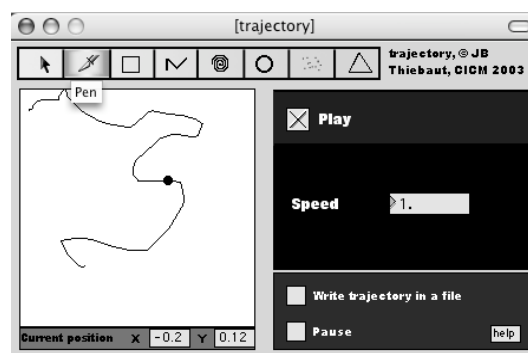 [trajectory]
trajectory, © JB
Thiebaut, CICM 2003
Pen
Play
Speed
1.
Write trajectory in a file
Pause
help
Current position X -0.2 Y 0.12